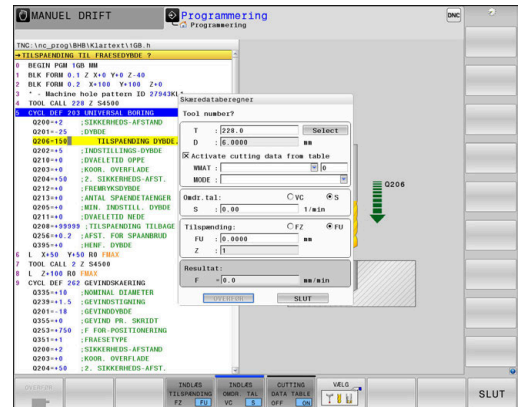 MANUEL DRIFT
Programmering
Programmering
DNC
TNC:\nc_prog\BHB\Klartext\1GB.h
→TILSPAENDING TIL FRAESEDYBDE ?
0 BEGIN PGM 1GB MM
1 BLK FORM 0.1 Z X+0 Y+0 Z-40
2 BLK FORM 0.2 X+100 Y+100 Z+0
3 * - Machine hole pattern ID 27943KL
4 TOOL CALL 228 Z S4500
5 CYCL DEF 203 UNIVERSAL BORING
Q200=+2 ;SIKKERHEDS-AFSTAND
Q201=-25 ;DYBDE
Q206=150 TILSPAENDING DYBDE.
Q202=+5 ;INDSTILLINGS-DYBDE
Q210=+0 ;DVAELETID OPPE
Q203=+0 ;KOOR. OVERFLADE
Q204=+50 ;2. SIKKERHEDS-AFST.
Q212=+0 ;FREMRYKSDYBDE
Q213=+0 ;ANTAL SPAENDETAENGER
Q205=+0 ;MIN. INDSTILL. DYBDE
Q211=+0 ;DVAELETID NEDE
Q208=+99999 ;TILSPAENDING TILBAGE
Q256=+0.2 ;AFST. FOR SPAANBRUD
Q395=+0 ;HENF. DYBDE
6 L X+50 Y+50 R0 FMAX
7 TOOL CALL 2 Z S4500
8 L Z+100 R0 FMAX
9 CYCL DEF 262 GEVINDSKAERING
Q335=+10 ;NOMINAL DIAMETER
Q239=+1.5 ;GEVINDSTIGNING
Q201=-18 ;GEVINDDYBDE
Q355=+0 ;GEVIND PR. SKRIDT
Q253=+750 ;F FOR-POSITIONERING
Q351=+1 ;FRAESETYPE
Q200=+2 ;SIKKERHEDS-AFSTAND
Q203=+0 ;KOOR. OVERFLADE
Q204=+50 ;2. SIKKERHEDS-AFST.
Skæredataberegner
Tool number?
T : 228.0 Select
D : 6.0000 mm
Activate cutting data from table
WMAT : 0
MODE :
Omdr.tal: VC S
S : 0.00 1/min
Tilspænding: FZ FU
FU : 0.0000 mm
Z : 1
Resultat:
F = 0.0 mm/min
OVERFØR SLUT
Q206
OVERFØR
INDLÆS TILSPÆNDING FZ FU
INDLÆS OMDR. TAL VC S
CUTTING DATA TABLE OFF ON
VÆLG
SLUT